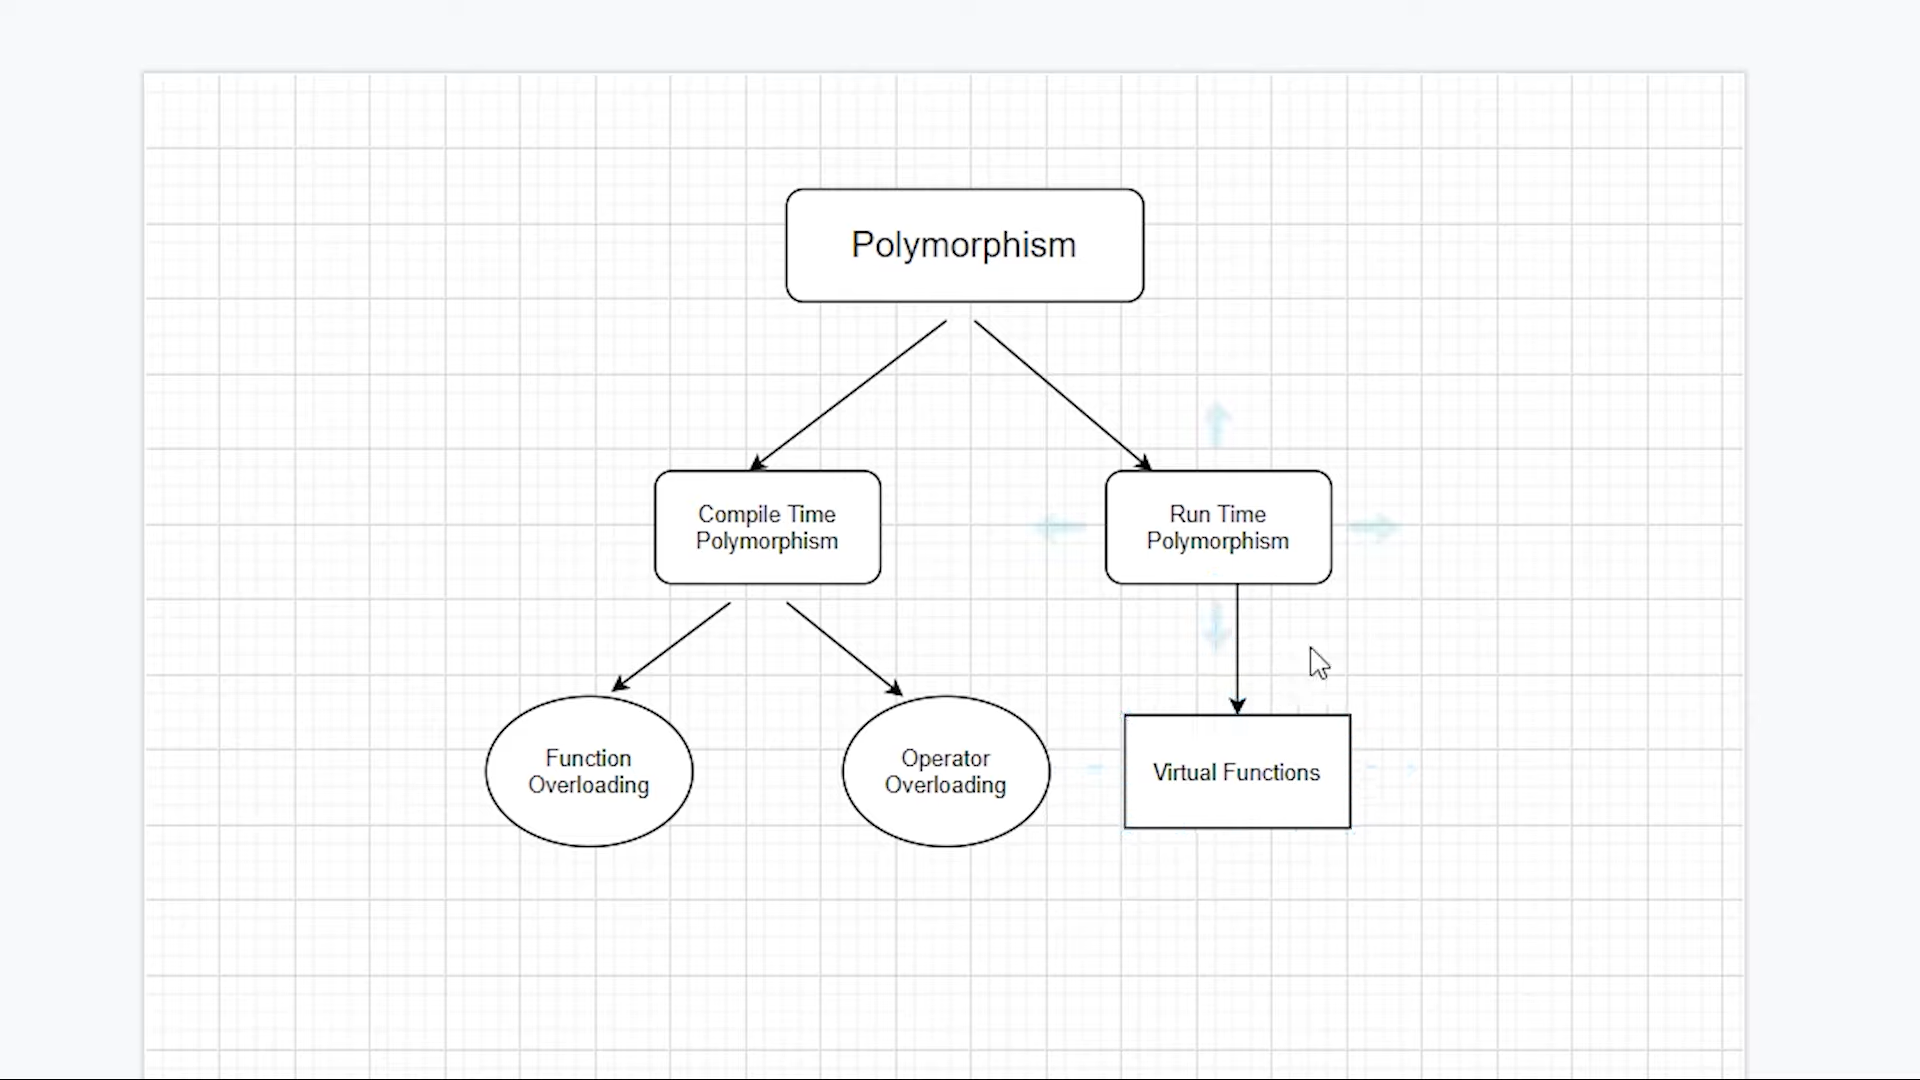 Polymorphism
Compile Time
Polymorphism
Run Time
Polymorphism
Function
Overloading
Operator
Overloading
Virtual Functions